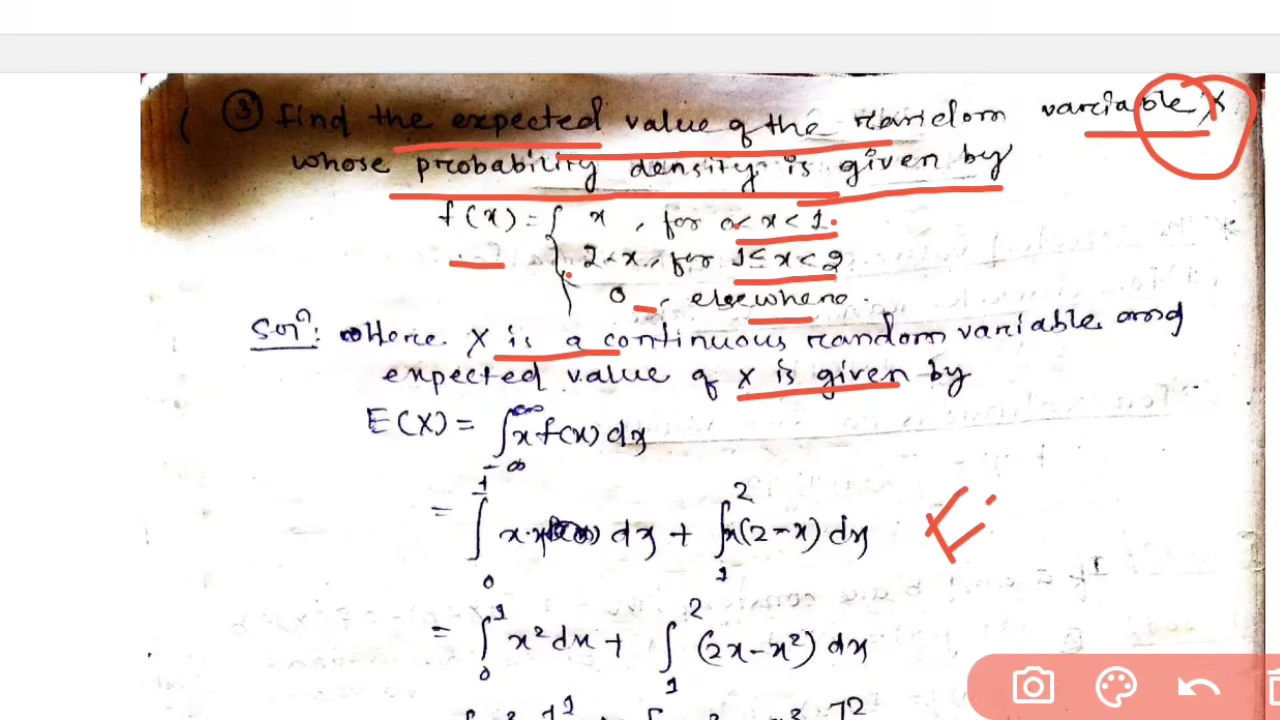 ③ Find the expected value of the random variable X
whose probability density is given by
f(x) = { x , for 0 < x < 1
2-x, for 1 ≤ x < 2
0 , elsewhere.
Solⁿ: Here X is a continuous random variable and
expected value of X is given by
E(X) = ∫_{-∞}^{∞} x f(x) dx
= ∫_0^1 x·x dx + ∫_1^2 x(2-x) dx
= ∫_0^1 x² dx + ∫_1^2 (2x-x²) dx